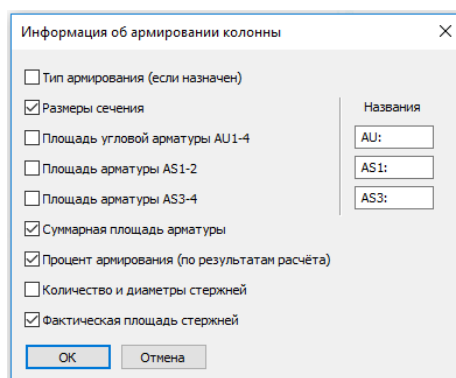 Информация об армировании колонны
Тип армирования (если назначен)
Размеры сечения
Названия
Площадь угловой арматуры AU1-4
AU:
Площадь арматуры AS1-2
AS1:
Площадь арматуры AS3-4
AS3:
Суммарная площадь арматуры
Процент армирования (по результатам расчёта)
Количество и диаметры стержней
Фактическая площадь стержней
ОК
Отмена